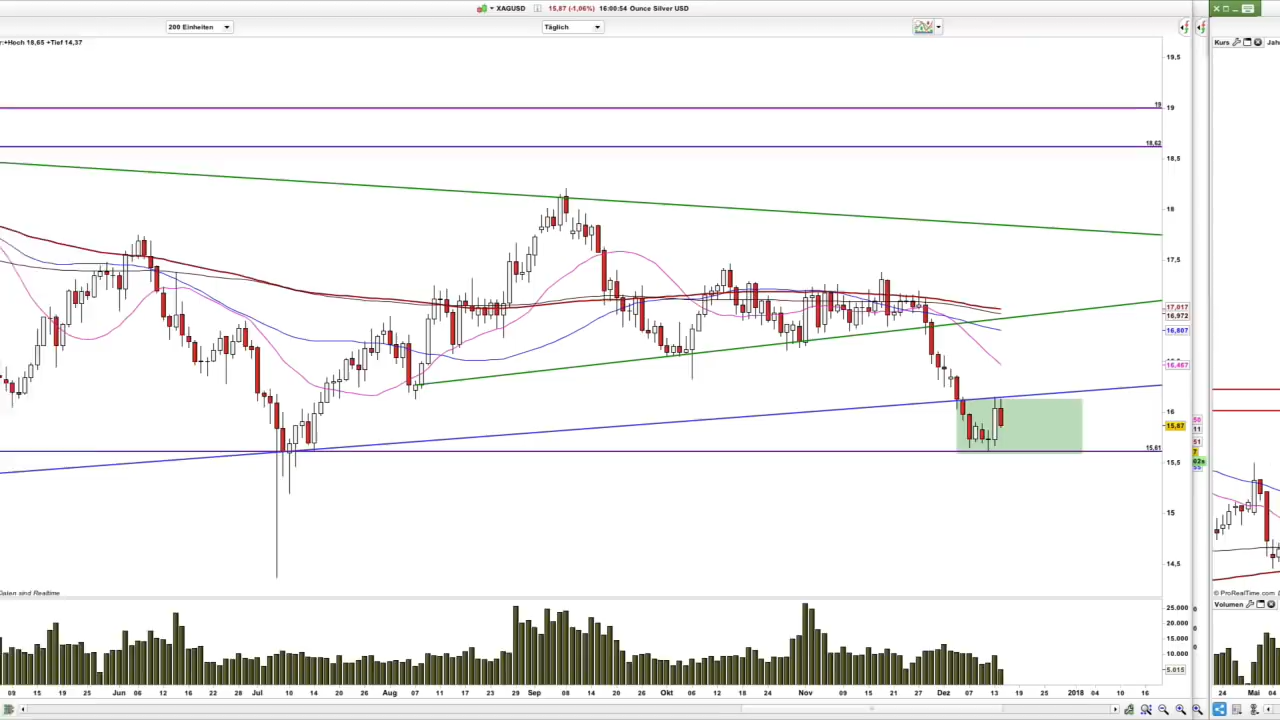 XAGUSD 15,87 (-1,06%) 16:00:54 Ounce Silver USD
200 Einheiten
Täglich
+Hoch 18,65 +Tief 14,37
Kurs
19,5
19
19
18,62
18,5
18
17,5
17,017
16,972
16,807
16,467
16
15,87
15,61
15,5
15
14,5
Daten sind Realtime
© ProRealTime.com
Volumen
25.000
20.000
15.000
10.000
5.015
09 15 19 25 Jun 06 16 22 28 Jul 10 14 20 26 Aug 07 11 17 23 29 Sep 08 14 20 26 Okt 06 12 18 24 Nov 09 15 21 27 Dez 07 13 19 25 2018 04 10 16
24 Mai 04